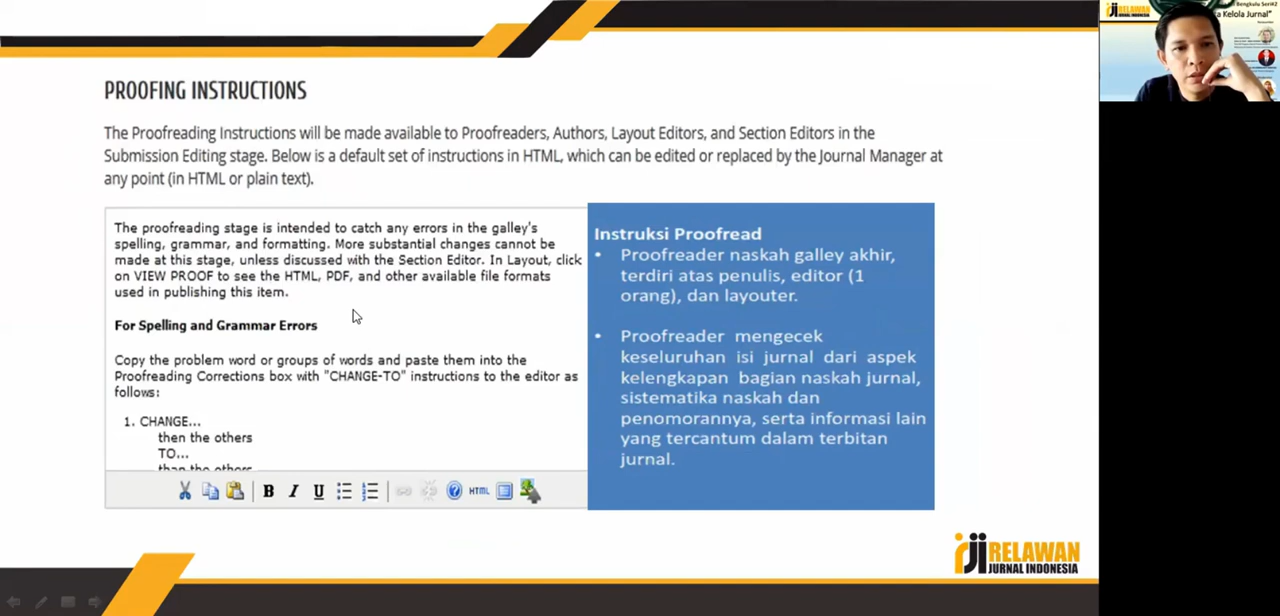 PROOFING INSTRUCTIONS
The Proofreading Instructions will be made available to Proofreaders, Authors, Layout Editors, and Section Editors in the
Submission Editing stage. Below is a default set of instructions in HTML, which can be edited or replaced by the Journal Manager at
any point (in HTML or plain text).
The proofreading stage is intended to catch any errors in the galley's
spelling, grammar, and formatting. More substantial changes cannot be
made at this stage, unless discussed with the Section Editor. In Layout, click
on VIEW PROOF to see the HTML, PDF, and other available file formats
used in publishing this item.
For Spelling and Grammar Errors
Copy the problem word or groups of words and paste them into the
Proofreading Corrections box with "CHANGE-TO" instructions to the editor as
follows:
1. CHANGE...
then the others
TO...
than the others
B I U HTML
Instruksi Proofread
• Proofreader naskah galley akhir,
terdiri atas penulis, editor (1
orang), dan layouter.
• Proofreader mengecek
keseluruhan isi jurnal dari aspek
kelengkapan bagian naskah jurnal,
sistematika naskah dan
penomorannya, serta informasi lain
yang tercantum dalam terbitan
jurnal.
RELAWAN
JURNAL INDONESIA
RELAWAN
Bengkulu Seri#2
Kelola Jurnal"